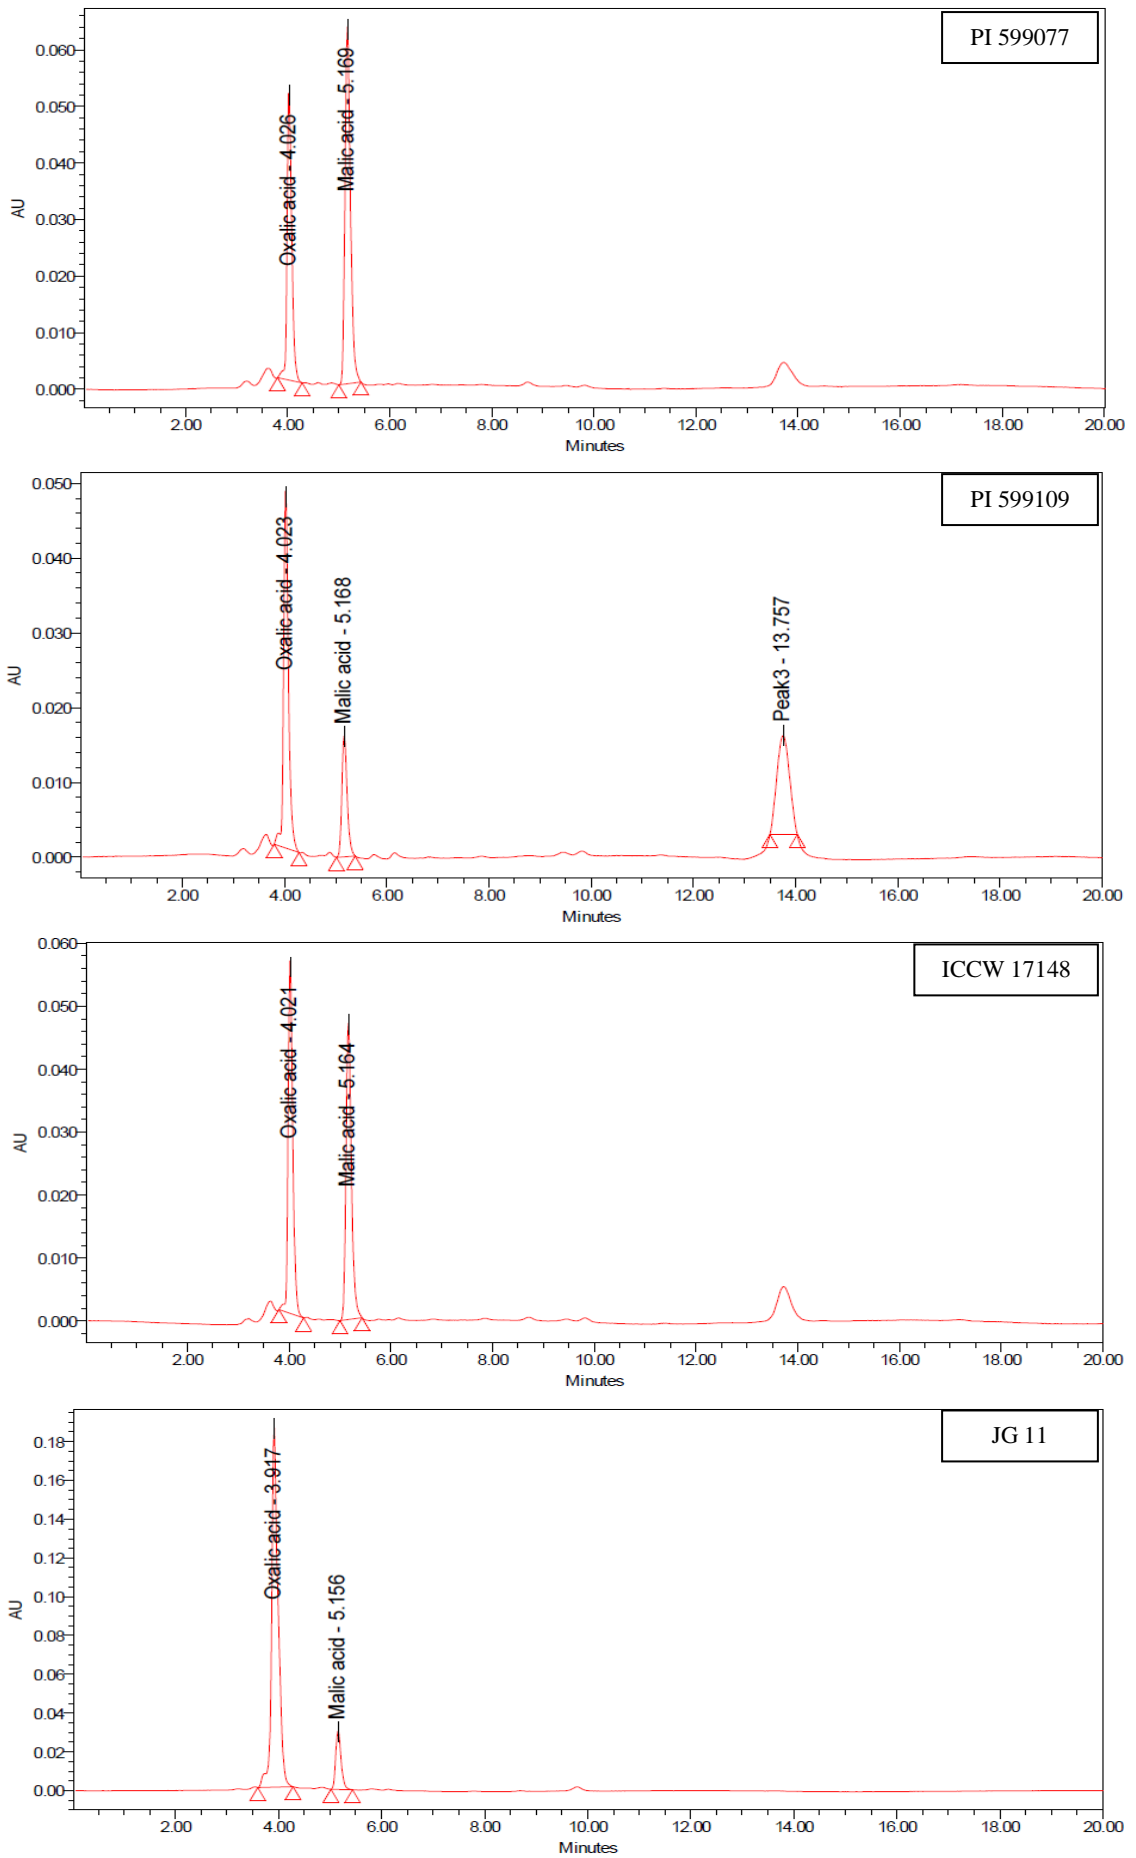 PI 599077
0.060
0.050
0.040
0.030
0.020
0.010
0.000
AU
Oxalic acid - 4.026
Malic acid - 5.169
2.00 4.00 6.00 8.00 10.00 12.00 14.00 16.00 18.00 20.00
Minutes
PI 599109
0.050
0.040
0.030
0.020
0.010
0.000
AU
Oxalic acid - 4.023
Malic acid - 5.168
Peak3 - 13.757
2.00 4.00 6.00 8.00 10.00 12.00 14.00 16.00 18.00 20.00
Minutes
ICCW 17148
0.060
0.050
0.040
0.030
0.020
0.010
0.000
AU
Oxalic acid - 4.021
Malic acid - 5.164
2.00 4.00 6.00 8.00 10.00 12.00 14.00 16.00 18.00 20.00
Minutes
JG 11
0.18
0.16
0.14
0.12
0.10
0.08
0.06
0.04
0.02
0.00
AU
Oxalic acid - 3.917
Malic acid - 5.156
2.00 4.00 6.00 8.00 10.00 12.00 14.00 16.00 18.00 20.00
Minutes